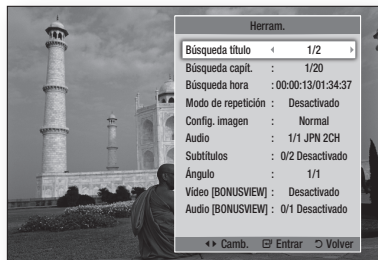 Herram.
Búsqueda título ◄ 1/2 ►
Búsqueda capít. : 1/20
Búsqueda hora : 00:00:13/01:34:37
Modo de repetición : Desactivado
Config. imagen : Normal
Audio : 1/1 JPN 2CH
Subtítulos : 0/2 Desactivado
Ángulo : 1/1
Vídeo [BONUSVIEW] : Desactivado
Audio [BONUSVIEW] : 0/1 Desactivado
◄► Camb. Entrar Volver